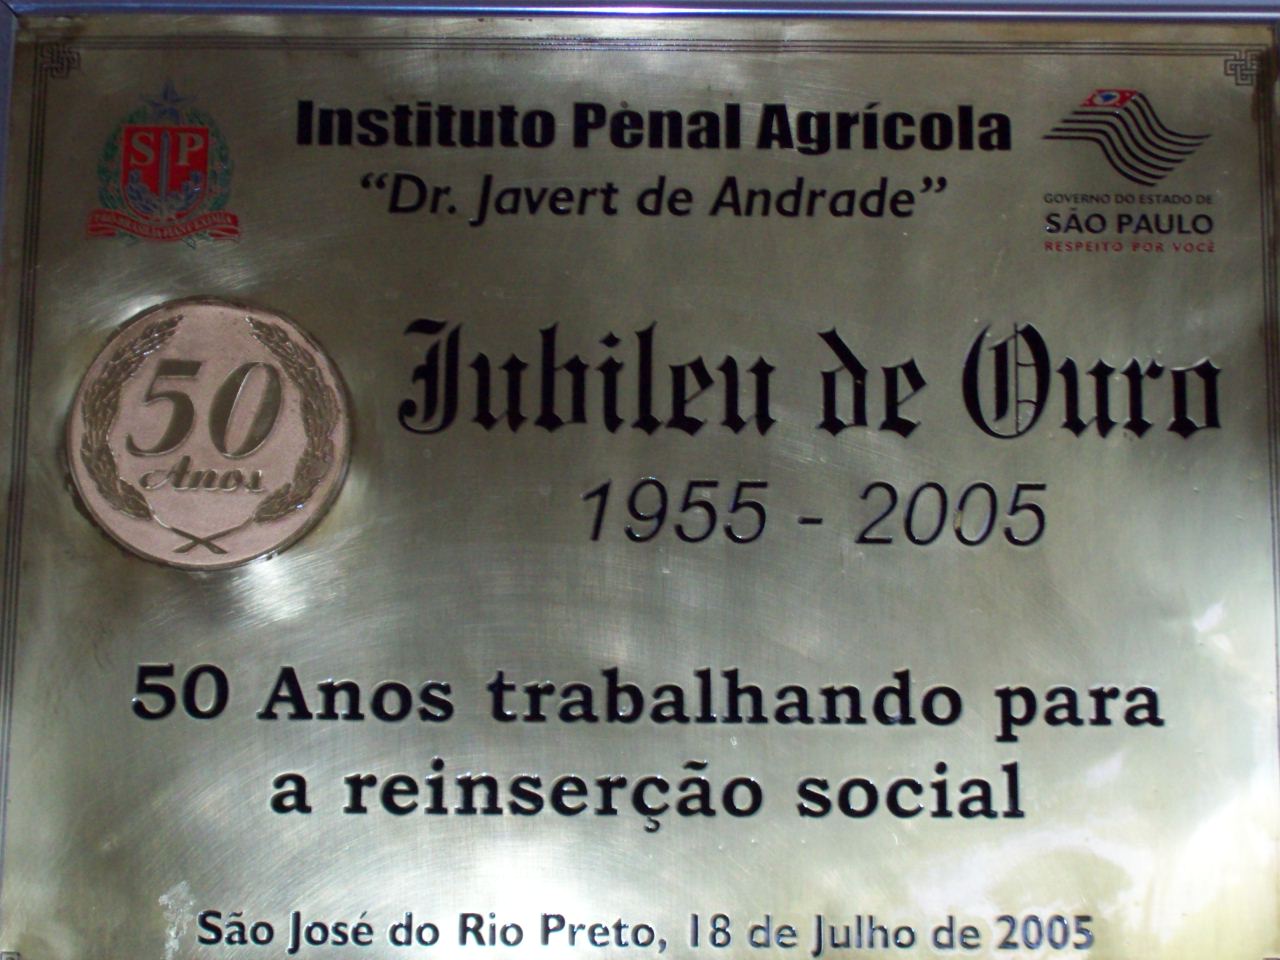 Instituto Penal Agrícola
“Dr. Javert de Andrade”
SP
GOVERNO DO ESTADO DE
SÃO PAULO
RESPEITO POR VOCÊ
50
Anos
Jubileu de Ouro
1955 - 2005
50 Anos trabalhando para
a reinserção social
São José do Rio Preto, 18 de Julho de 2005